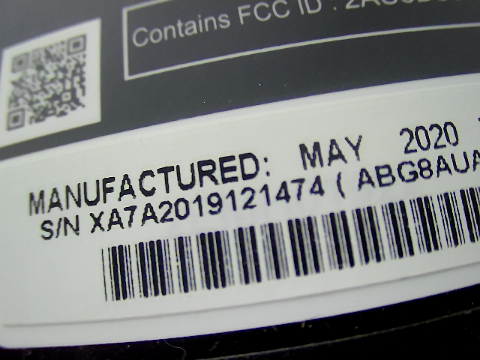 Contains FCC ID :
MANUFACTURED: MAY 2020
S/N XA7A2019121474 ( ABG8AUA